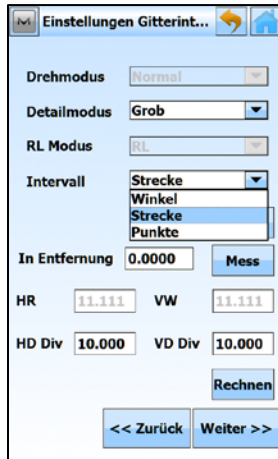 Einstellungen Gitterint...
Drehmodus Normal
Detailmodus Grob
RL Modus RL
Intervall Strecke
Winkel
Strecke
Punkte
In Entfernung 0.0000 Mess
HR 11.111 VW 11.111
HD Div 10.000 VD Div 10.000
Rechnen
<< Zurück Weiter >>